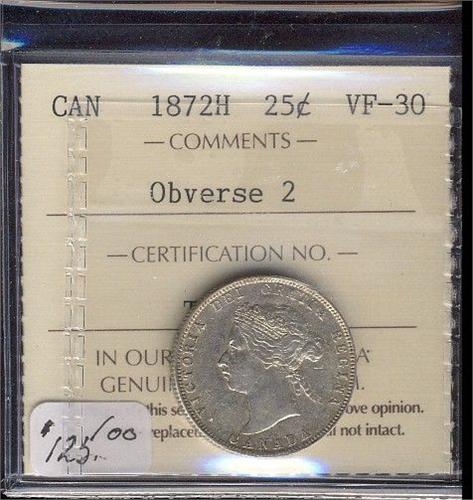 CAN 1872H 25¢ VF-30
— COMMENTS —
Obverse 2
— CERTIFICATION NO. —
IN OUR
GENUI
this se ove opinion.
replaced not intact.
$125.00
VICTORIA DEI GRATIA REGINA
CANADA